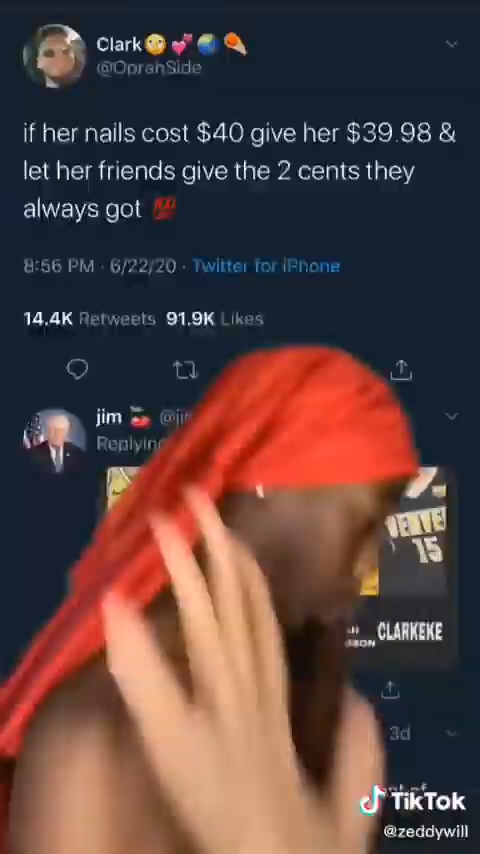 Clark
@OprahSide
if her nails cost $40 give her $39.98 &
let her friends give the 2 cents they
always got 💯
8:56 PM · 6/22/20 · Twitter for iPhone
14.4K Retweets 91.9K Likes
jim
Replying
15
CLARKEKE
3d
TikTok
@zeddywill